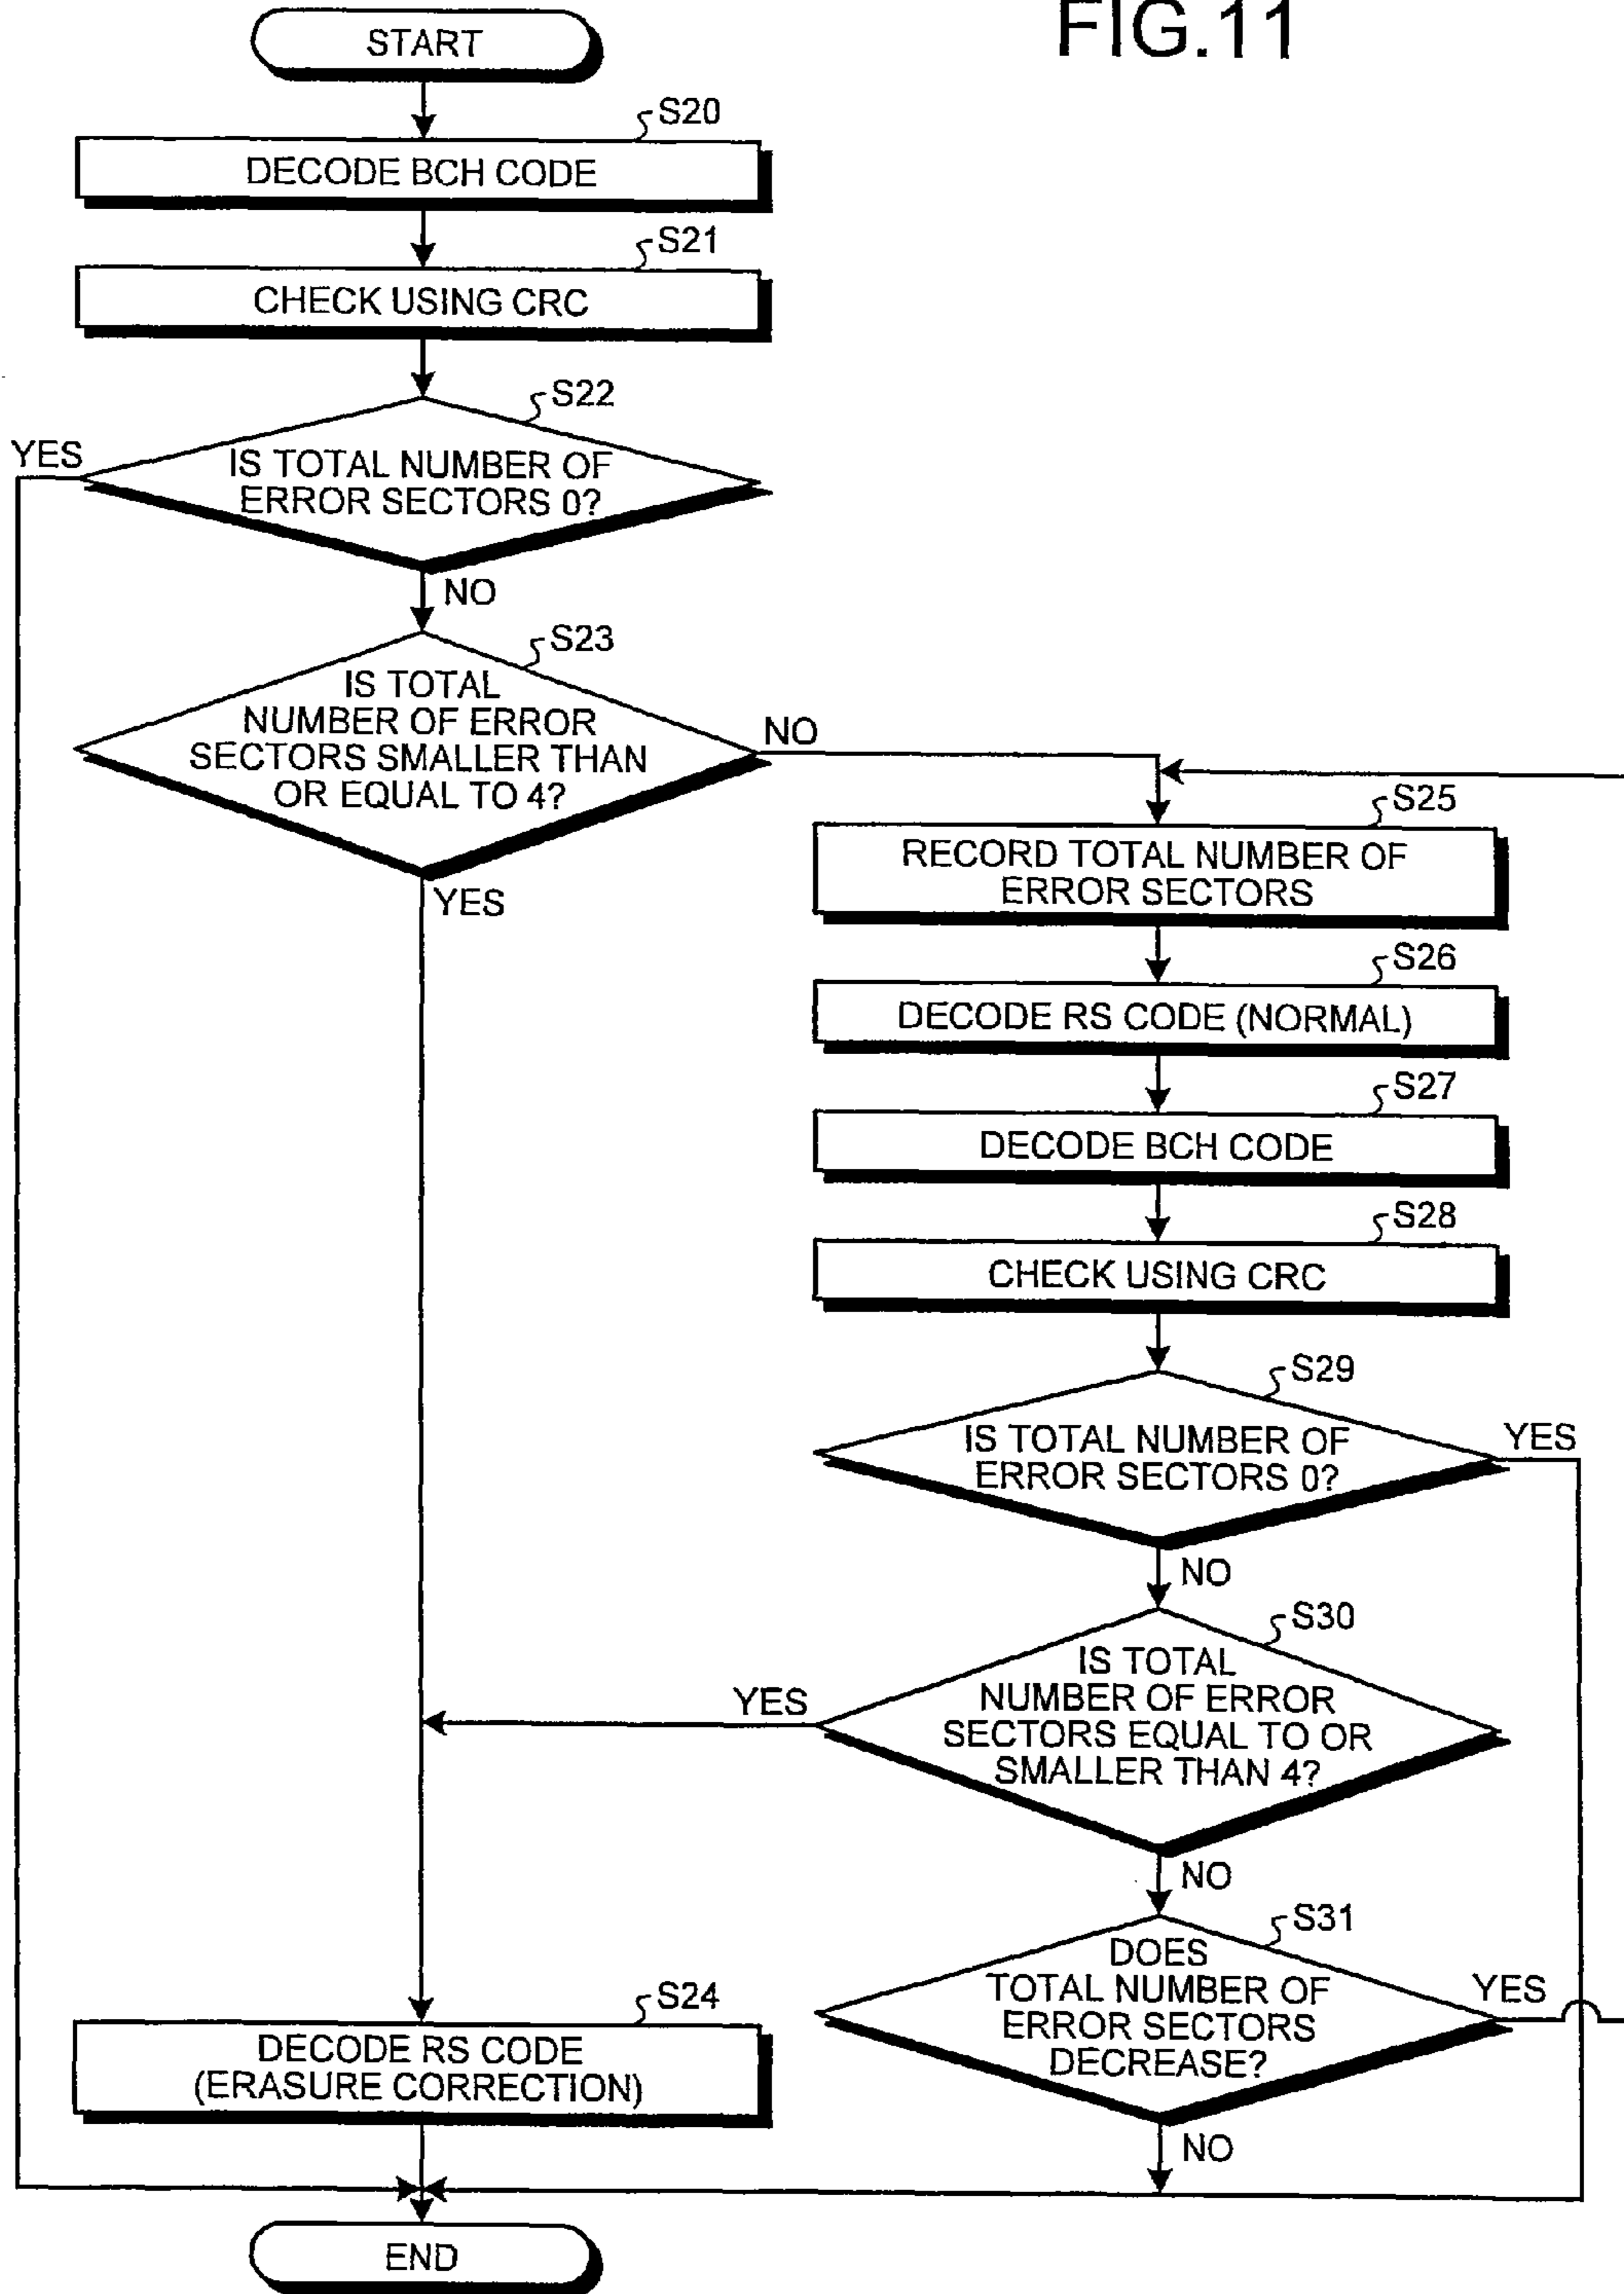 FIG.11
START
S20
DECODE BCH CODE
S21
CHECK USING CRC
S22
YES
IS TOTAL NUMBER OF
ERROR SECTORS 0?
NO
S23
IS TOTAL
NUMBER OF ERROR
SECTORS SMALLER THAN
OR EQUAL TO 4?
NO
YES
S25
RECORD TOTAL NUMBER OF
ERROR SECTORS
S26
DECODE RS CODE (NORMAL)
S27
DECODE BCH CODE
S28
CHECK USING CRC
S29
IS TOTAL NUMBER OF
ERROR SECTORS 0?
YES
NO
S30
IS TOTAL
NUMBER OF ERROR
SECTORS EQUAL TO OR
SMALLER THAN 4?
YES
NO
S31
DOES
TOTAL NUMBER OF
ERROR SECTORS
DECREASE?
YES
NO
S24
DECODE RS CODE
(ERASURE CORRECTION)
END